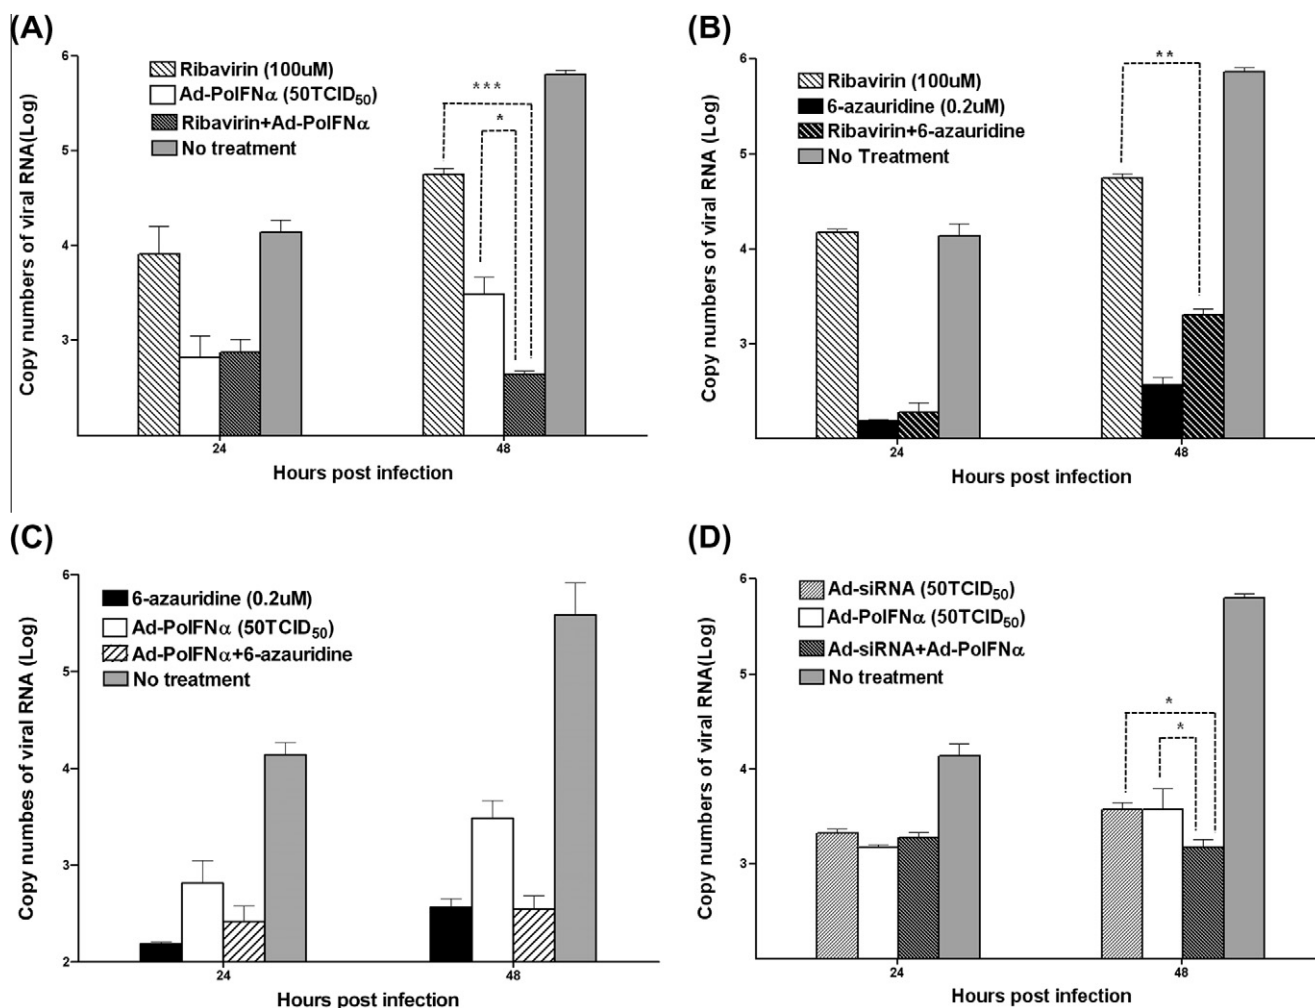 (A)
Copy numbers of viral RNA(Log)
6
5
4
3
Ribavirin (100uM)
Ad-PoIFNα (50TCID50)
Ribavirin+Ad-PoIFNα
No treatment
***
*
24
48
Hours post infection
(B)
Copy numbers of viral RNA (Log)
6
5
4
3
Ribavirin (100uM)
6-azauridine (0.2uM)
Ribavirin+6-azauridine
No Treatment
**
24
48
Hours post infection
(C)
Copy numbes of viral RNA (Log)
6
5
4
3
2
6-azauridine (0.2uM)
Ad-PoIFNα (50TCID50)
Ad-PoIFNα+6-azauridine
No treatment
24
48
Hours post infection
(D)
Copy numbers of viral RNA(Log)
6
5
4
3
Ad-siRNA (50TCID50)
Ad-PoIFNα (50TCID50)
Ad-siRNA+Ad-PoIFNα
No treatment
*
*
24
48
Hours post infection